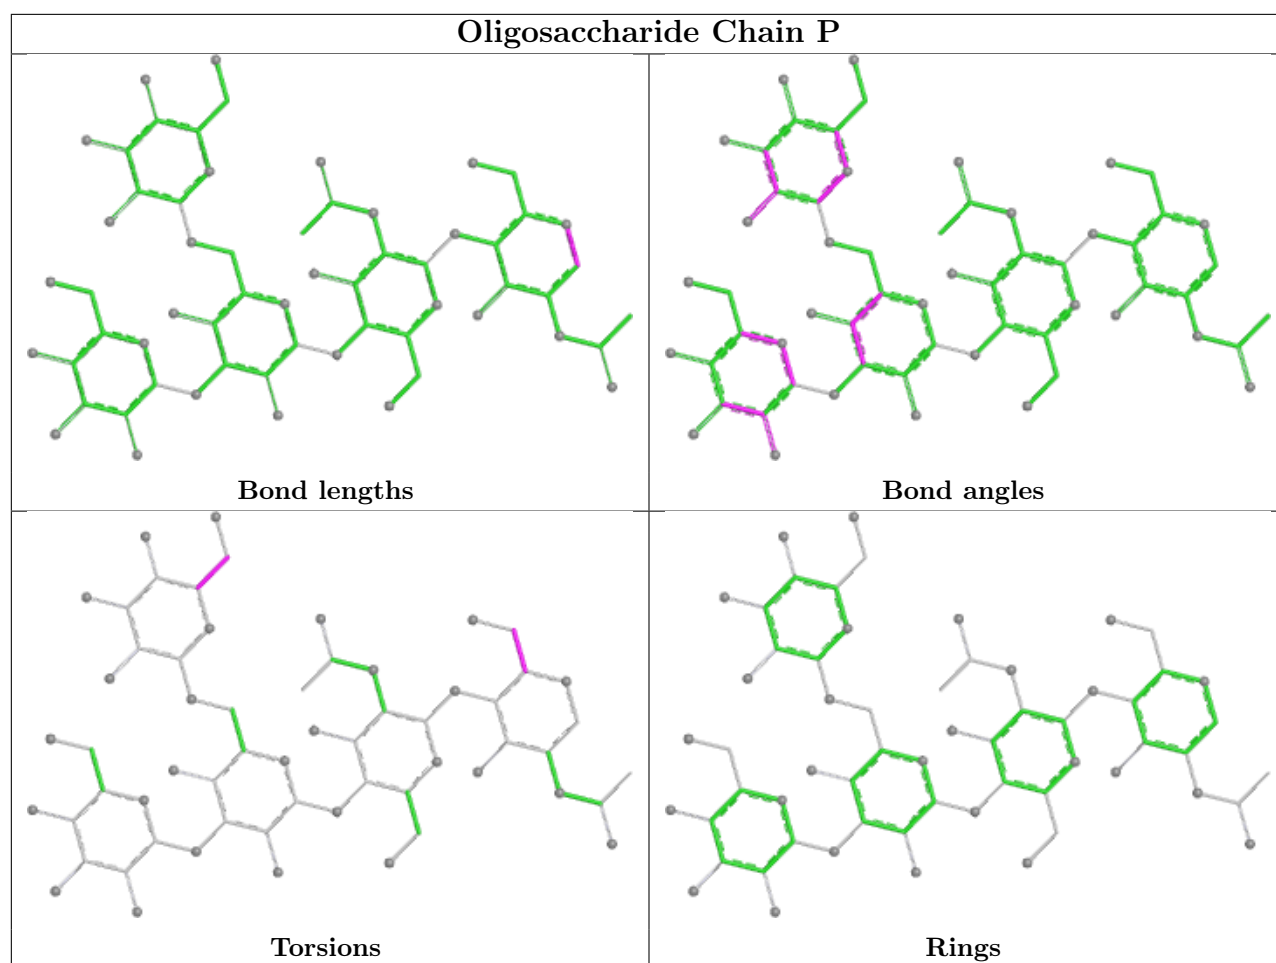 Oligosaccharide Chain P
Bond lengths
Bond angles
Torsions
Rings